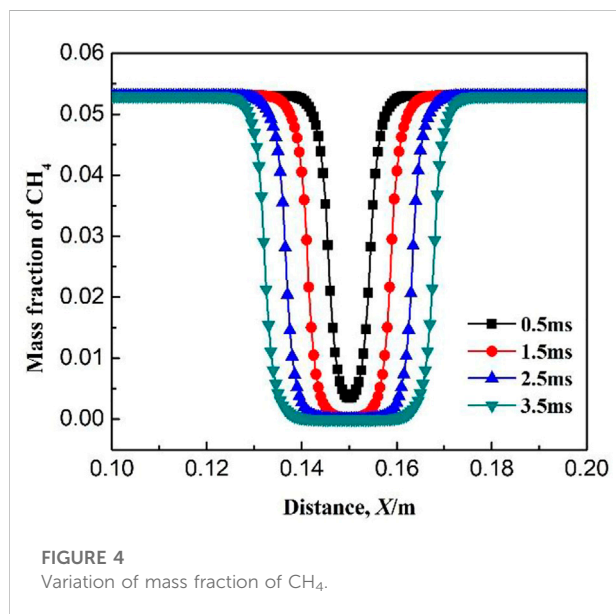 0.06
0.05
0.04
0.03
0.02
0.01
0.00
Mass fraction of CH4
0.5ms
1.5ms
2.5ms
3.5ms
0.10 0.12 0.14 0.16 0.18 0.20
Distance, X/m
FIGURE 4
Variation of mass fraction of CH4.